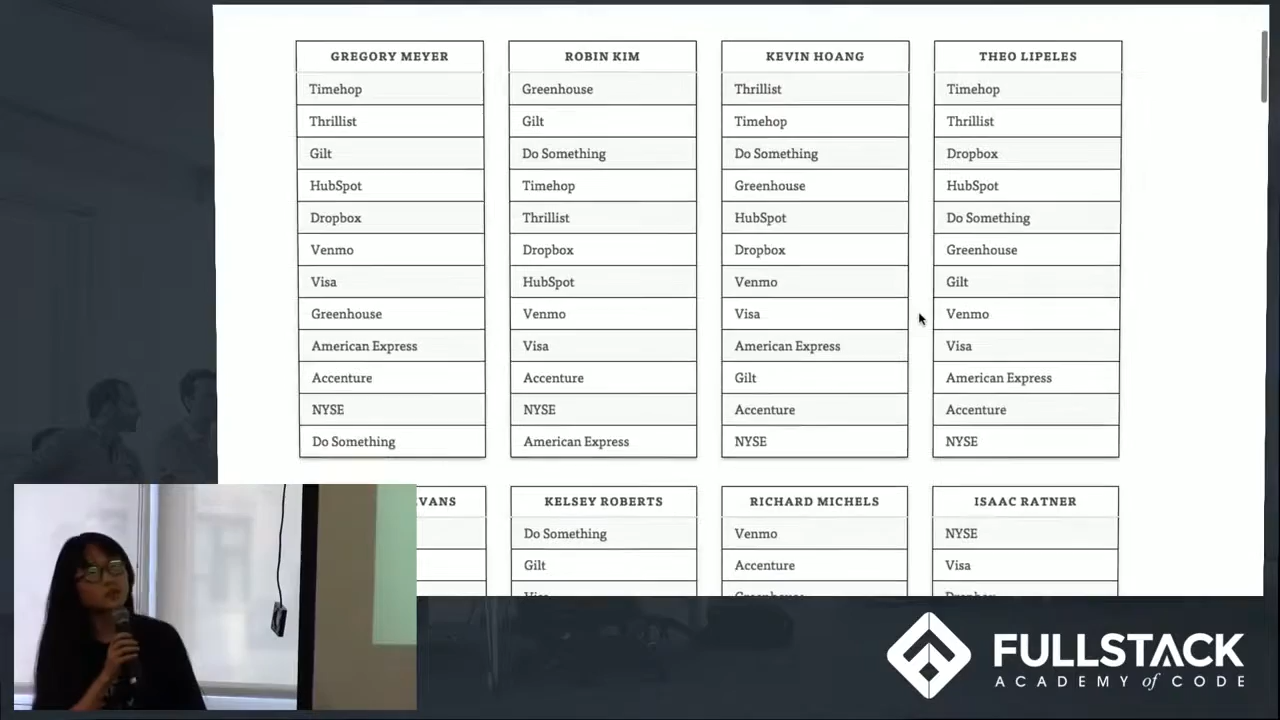 GREGORY MEYER
Timehop
Thrillist
Gilt
HubSpot
Dropbox
Venmo
Visa
Greenhouse
American Express
Accenture
NYSE
Do Something
ROBIN KIM
Greenhouse
Gilt
Do Something
Timehop
Thrillist
Dropbox
HubSpot
Venmo
Visa
Accenture
NYSE
American Express
KEVIN HOANG
Thrillist
Timehop
Do Something
Greenhouse
HubSpot
Dropbox
Venmo
Visa
American Express
Gilt
Accenture
NYSE
THEO LIPELES
Timehop
Thrillist
Dropbox
HubSpot
Do Something
Greenhouse
Gilt
Venmo
Visa
American Express
Accenture
NYSE
VANS
KELSEY ROBERTS
Do Something
Gilt
RICHARD MICHELS
Venmo
Accenture
ISAAC RATNER
NYSE
Visa
FULLSTACK
ACADEMY of CODE